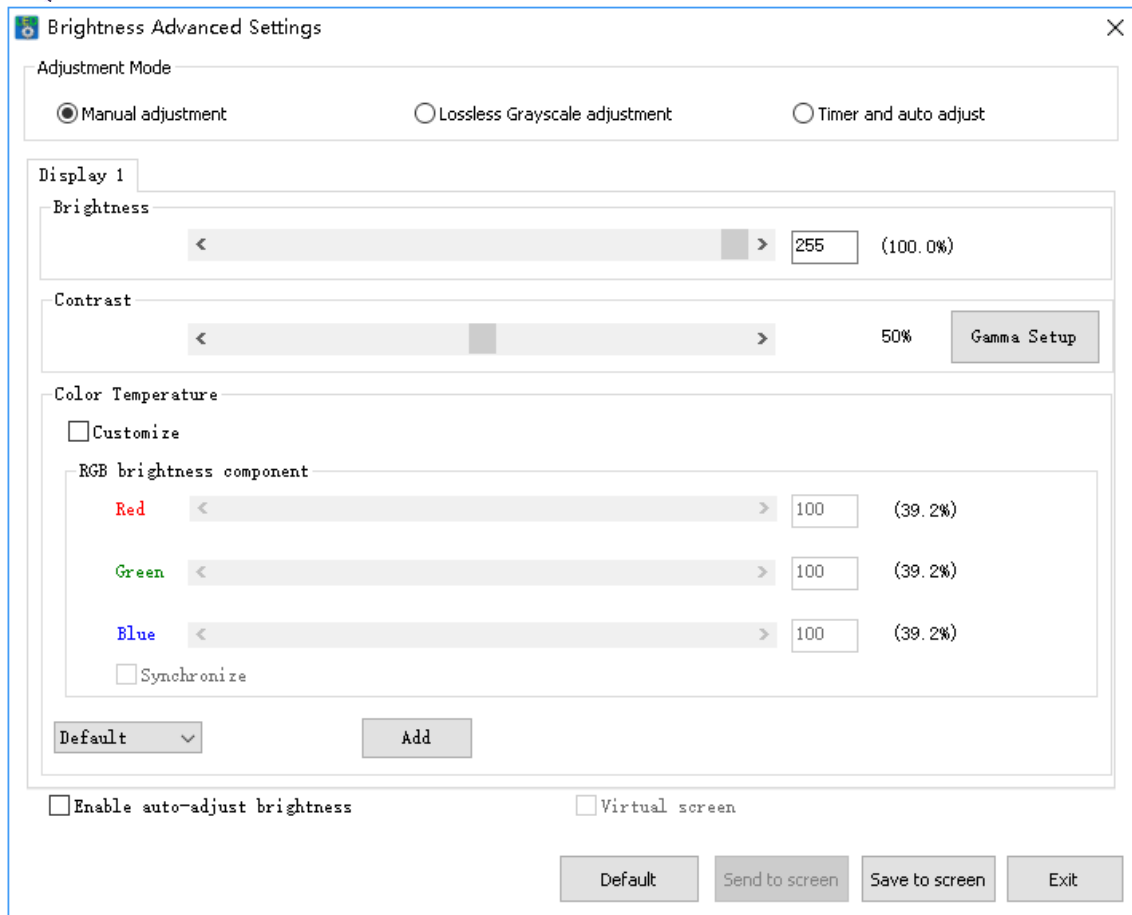 Brightness Advanced Settings
Adjustment Mode
Manual adjustment
Lossless Grayscale adjustment
Timer and auto adjust
Display 1
Brightness
255 (100.0%)
Contrast
50% Gamma Setup
Color Temperature
Customize
RGB brightness component
Red 100 (39.2%)
Green 100 (39.2%)
Blue 100 (39.2%)
Synchronize
Default Add
Enable auto-adjust brightness Virtual screen
Default Send to screen Save to screen Exit